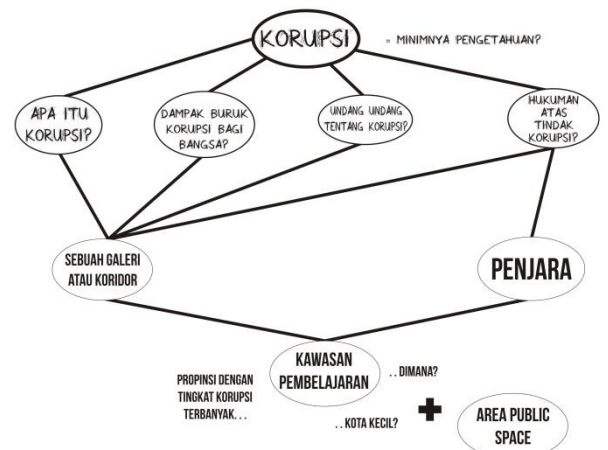 KORUPSI
= MINIMNYA PENGETAHUAN?
APA ITU
KORUPSI?
DAMPAK BURUK
KORUPSI BAGI
BANGSA?
UNDANG UNDANG
TENTANG KORUPSI?
HUKUMAN
ATAS
TINDAK
KORUPSI?
SEBUAH GALERI
ATAU KORIDOR
PENJARA
KAWASAN
PEMBELAJARAN
PROPINSI DENGAN
TINGKAT KORUPSI
TERBANYAK...
..DIMANA?
..KOTA KECIL?
+
AREA PUBLIC
SPACE